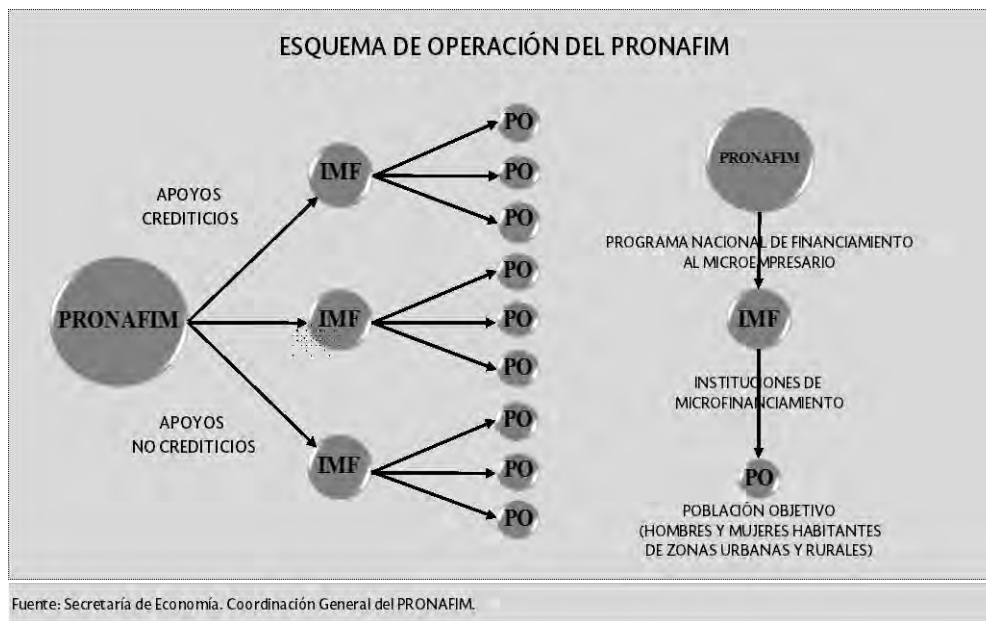 ESQUEMA DE OPERACIÓN DEL PRONAFIM
PRONAFIM
APOYOS
CREDITICIOS
APOYOS
NO CREDITICIOS
IMF
IMF
IMF
PO
PO
PO
PO
PO
PO
PO
PO
PO
PRONAFIM
PROGRAMA NACIONAL DE FINANCIAMIENTO
AL MICROEMPRESARIO
IMF
INSTITUCIONES DE
MICROFINANCIAMIENTO
PO
POBLACIÓN OBJETIVO
(HOMBRES Y MUJERES HABITANTES
DE ZONAS URBANAS Y RURALES)
Fuente: Secretaría de Economía. Coordinación General del PRONAFIM.